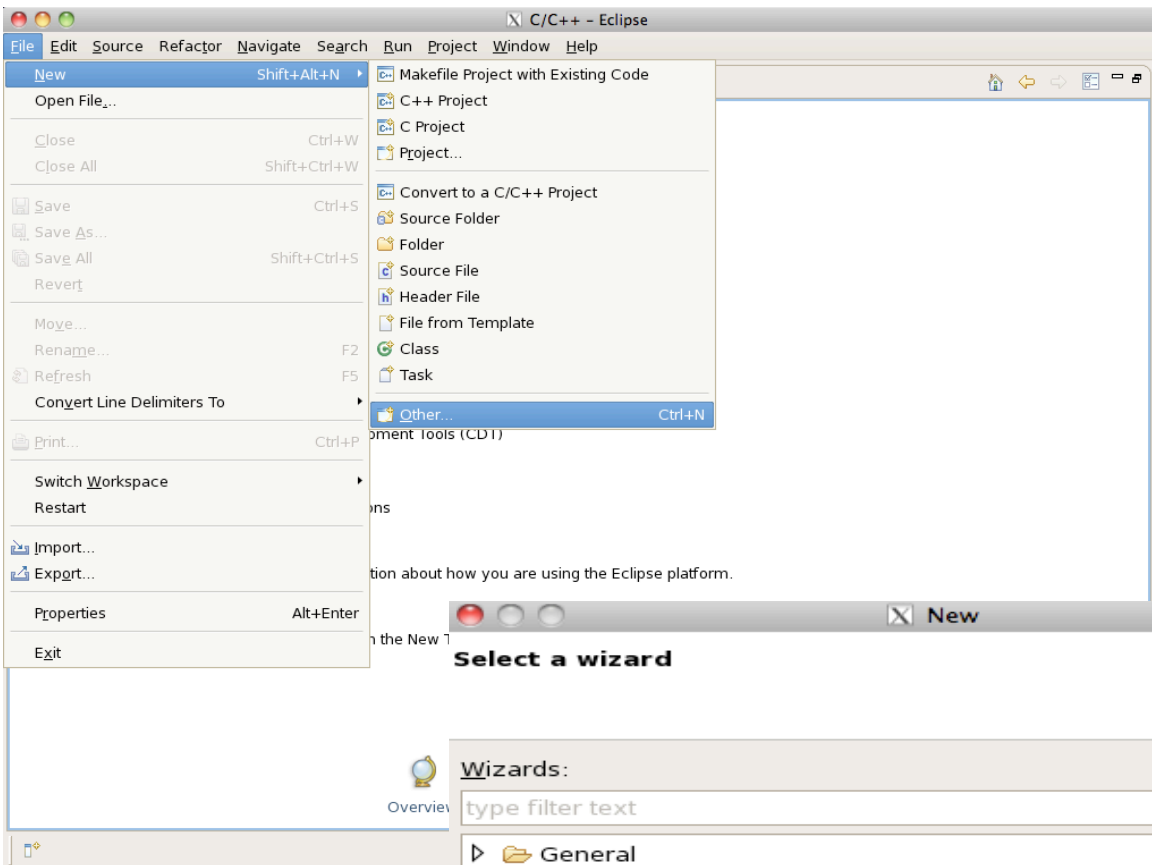 C/C++ – Eclipse
File Edit Source Refactor Navigate Search Run Project Window Help
New Shift+Alt+N
Open File...
Close Ctrl+W
Close All Shift+Ctrl+W
Save Ctrl+S
Save As...
Save All Shift+Ctrl+S
Revert
Move...
Rename... F2
Refresh F5
Convert Line Delimiters To
Print... Ctrl+P
Switch Workspace
Restart
Import...
Export...
Properties Alt+Enter
Exit
Makefile Project with Existing Code
C++ Project
C Project
Project...
Convert to a C/C++ Project
Source Folder
Folder
Source File
Header File
File from Template
Class
Task
Other... Ctrl+N
Tools (CDT)
tion about how you are using the Eclipse platform.
the New
Overview
New
Select a wizard
Wizards:
type filter text
General